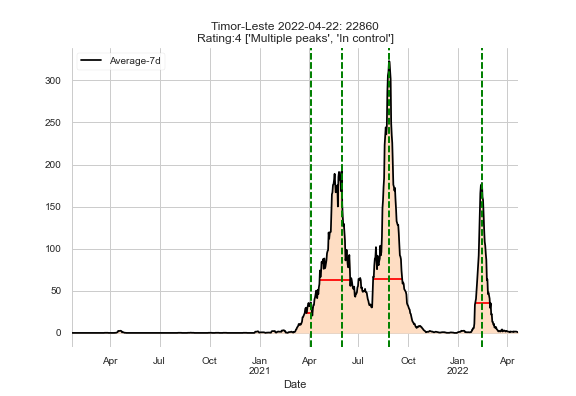 Timor-Leste 2022-04-22: 22860
Rating:4 ['Multiple peaks', 'In control']
Average-7d
300
250
200
150
100
50
0
Apr Jul Oct Jan Apr Jul Oct Jan Apr
2021 2022
Date